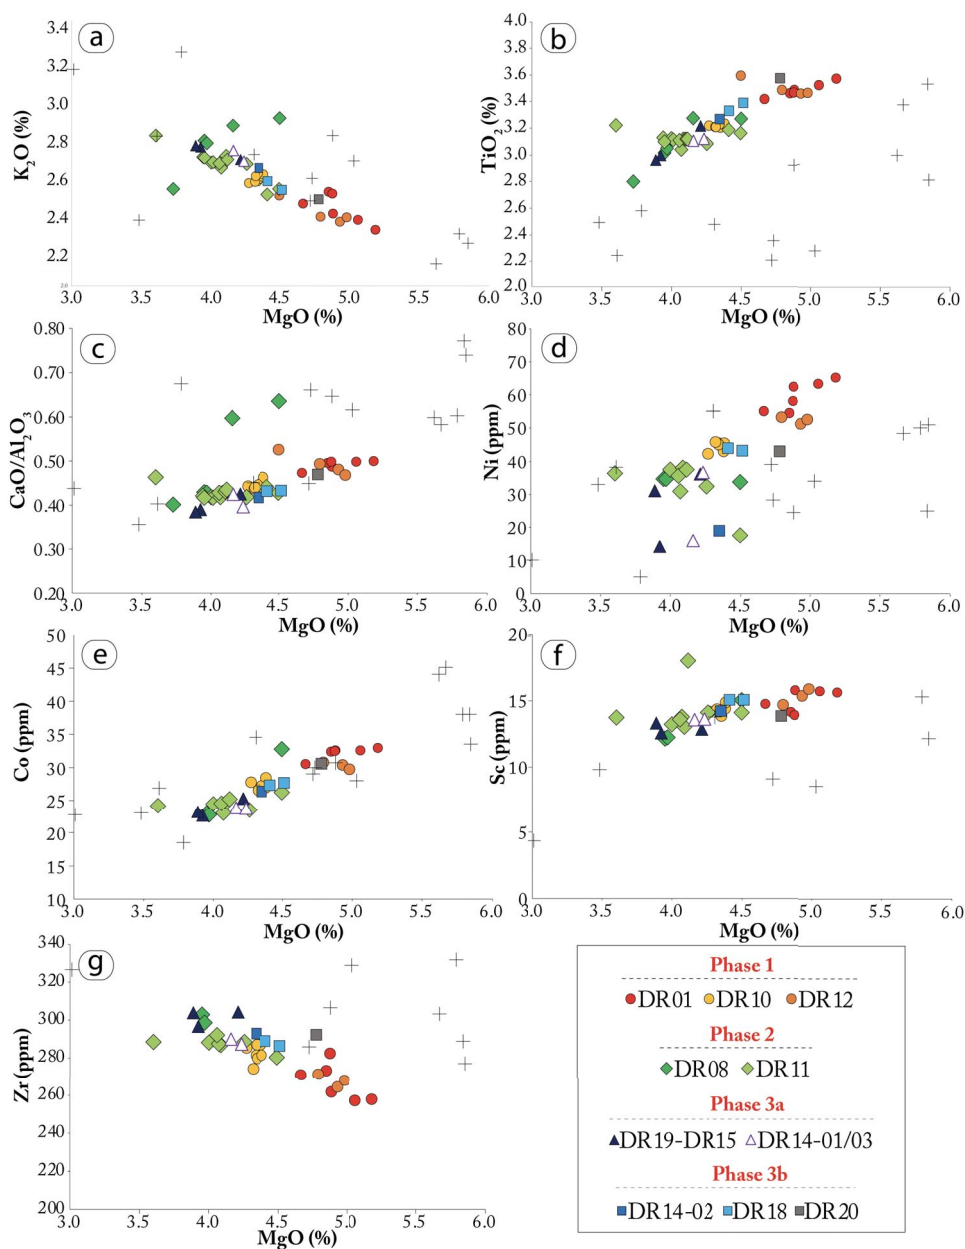 a
K2O (%)
3.4
3.2
3.0
2.8
2.6
2.4
2.2
2.0
3.0 3.5 4.0 4.5 5.0 5.5 6.0
MgO (%)
b
TiO2 (%)
4.0
3.8
3.6
3.4
3.2
3.0
2.8
2.6
2.4
2.2
2.0
3.0 3.5 4.0 4.5 5.0 5.5 6.0
MgO (%)
c
CaO/Al2O3
0.80
0.70
0.60
0.50
0.40
0.30
0.20
3.0 3.5 4.0 4.5 5.0 5.5 6.0
MgO (%)
d
Ni (ppm)
80
70
60
50
40
30
20
10
0
3.0 3.5 4.0 4.5 5.0 5.5 6.0
MgO (%)
e
Co (ppm)
50
45
40
35
30
25
20
15
10
3.0 3.5 4.0 4.5 5.0 5.5 6.0
MgO (%)
f
Sc (ppm)
20
15
10
5
0
3.0 3.5 4.0 4.5 5.0 5.5 6.0
MgO (%)
g
Zr (ppm)
340
320
300
280
260
240
220
200
3.0 3.5 4.0 4.5 5.0 5.5 6.0
MgO (%)
Phase 1
DR01 DR10 DR12
Phase 2
DR08 DR11
Phase 3a
DR19-DR15 DR14-01/03
Phase 3b
DR14-02 DR18 DR20